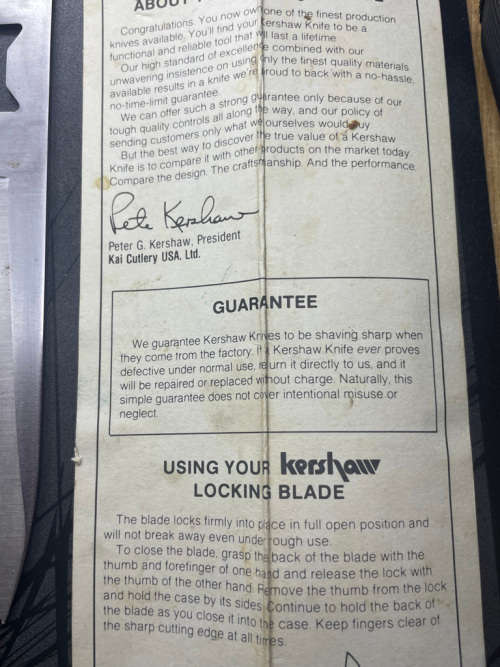 ABOUT
Congratulations. You now own one of the finest production
knives available. You'll find your Kershaw Knife to be a
functional and reliable tool that will last a lifetime.
Our high standard of excellence combined with our
unwavering insistence on using only the finest quality materials
available results in a knife we're proud to back with a no-hassle,
no-time-limit guarantee.
We can offer such a strong guarantee only because of our
tough quality controls all along the way, and our policy of
sending customers only what we ourselves would buy.
But the best way to discover the true value of a Kershaw
Knife is to compare it with other products on the market today.
Compare the design. The craftsmanship. And the performance.
Pete Kershaw
Peter G. Kershaw, President
Kai Cutlery USA, Ltd.
GUARANTEE
We guarantee Kershaw Knives to be shaving sharp when
they come from the factory. If a Kershaw Knife ever proves
defective under normal use, return it directly to us, and it
will be repaired or replaced without charge. Naturally, this
simple guarantee does not cover intentional misuse or
neglect.
USING YOUR kershaw
LOCKING BLADE
The blade locks firmly into place in full open position and
will not break away even under rough use.
To close the blade, grasp the back of the blade with the
thumb and forefinger of one hand and release the lock with
the thumb of the other hand. Remove the thumb from the lock
and hold the case by its sides. Continue to hold the back of
the blade as you close it into the case. Keep fingers clear of
the sharp cutting edge at all times.